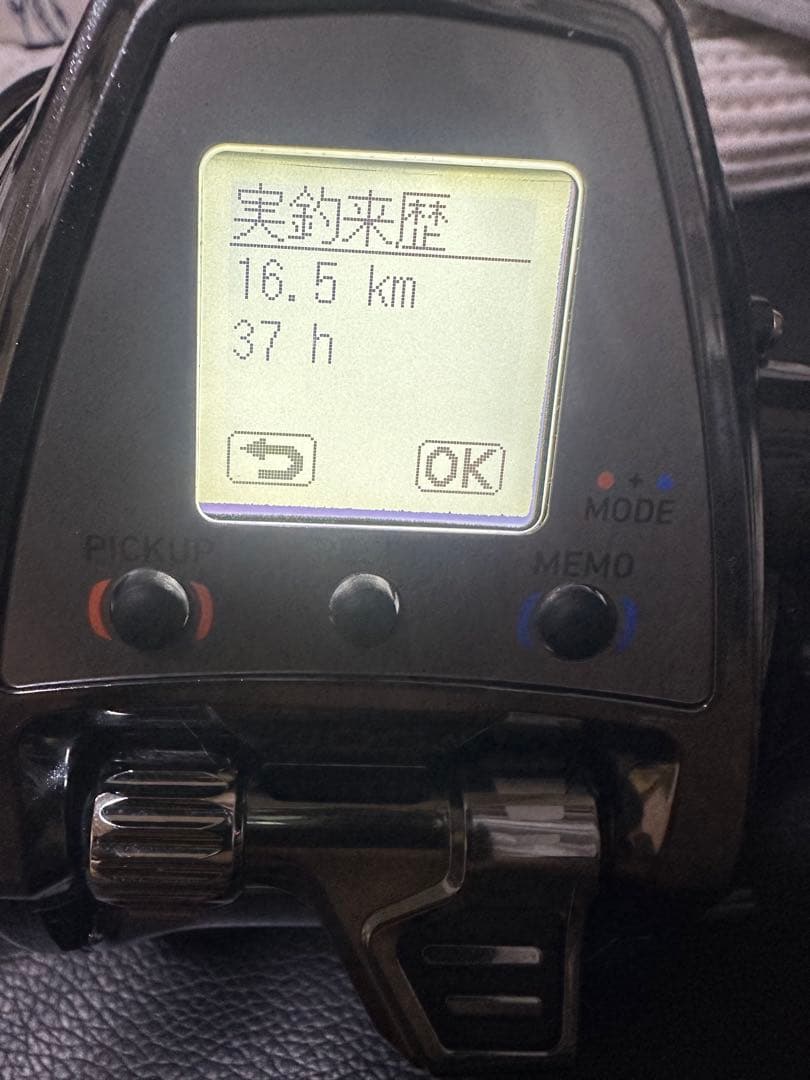 実釣来歴
16.5 km
37 h
OK
MODE
PICKUP
MEMO